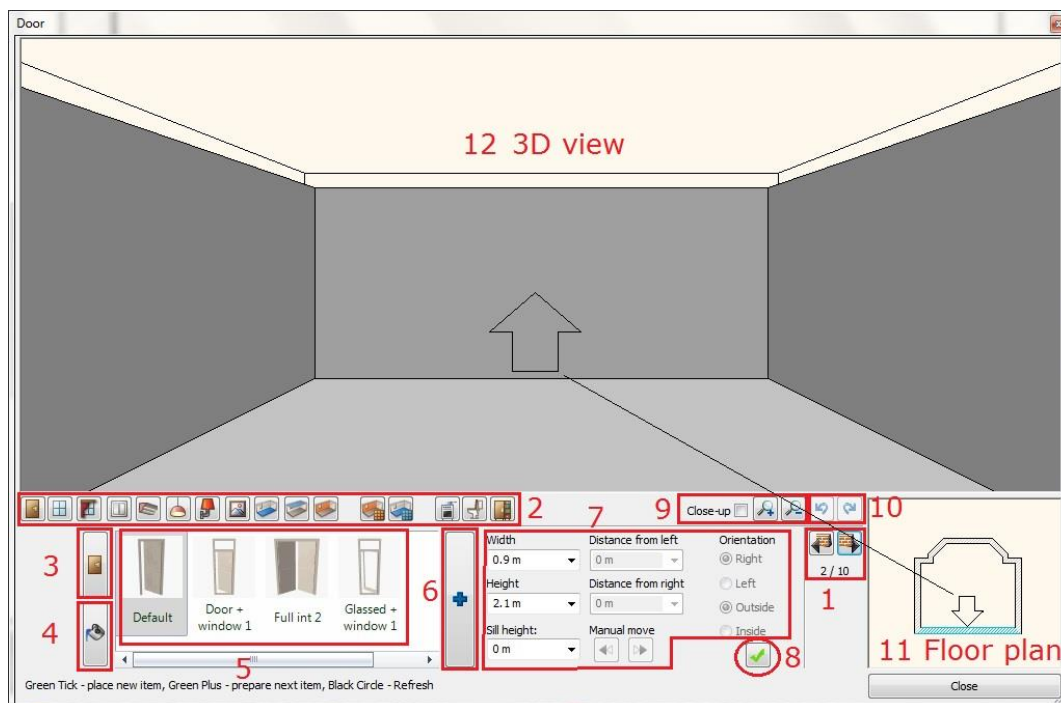 Door
12 3D view
2
9
Close-up
10
7
3
4
Default
Door +
window 1
Full int 2
Glassed +
window 1
5
6
Width
0.9 m
Distance from left
0 m
Orientation
Right
Height
2.1 m
Distance from right
0 m
Left
Outside
Sill height:
0 m
Manual move
Inside
8
2 / 10
1
11 Floor plan
Green Tick - place new item, Green Plus - prepare next item, Black Circle - Refresh
Close